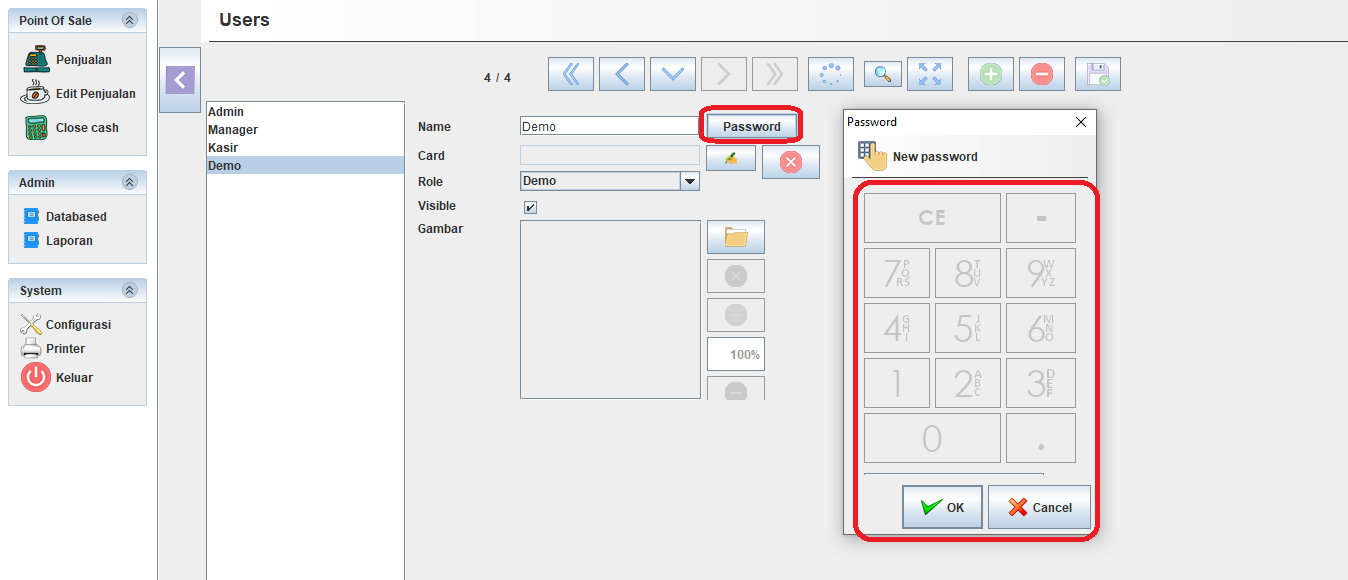 Point Of Sale
Penjualan
Edit Penjualan
Close cash
Admin
Databased
Laporan
System
Configurasi
Printer
Keluar
Users
4 / 4
Admin
Manager
Kasir
Demo
Name
Demo
Password
Card
Role
Demo
Visible
Gambar
100%
Password
New password
CE
-
7 PQRS
8 TUV
9 WXYZ
4 GHI
5 JKL
6 MNO
1
2 ABC
3 DEF
0
.
OK
Cancel